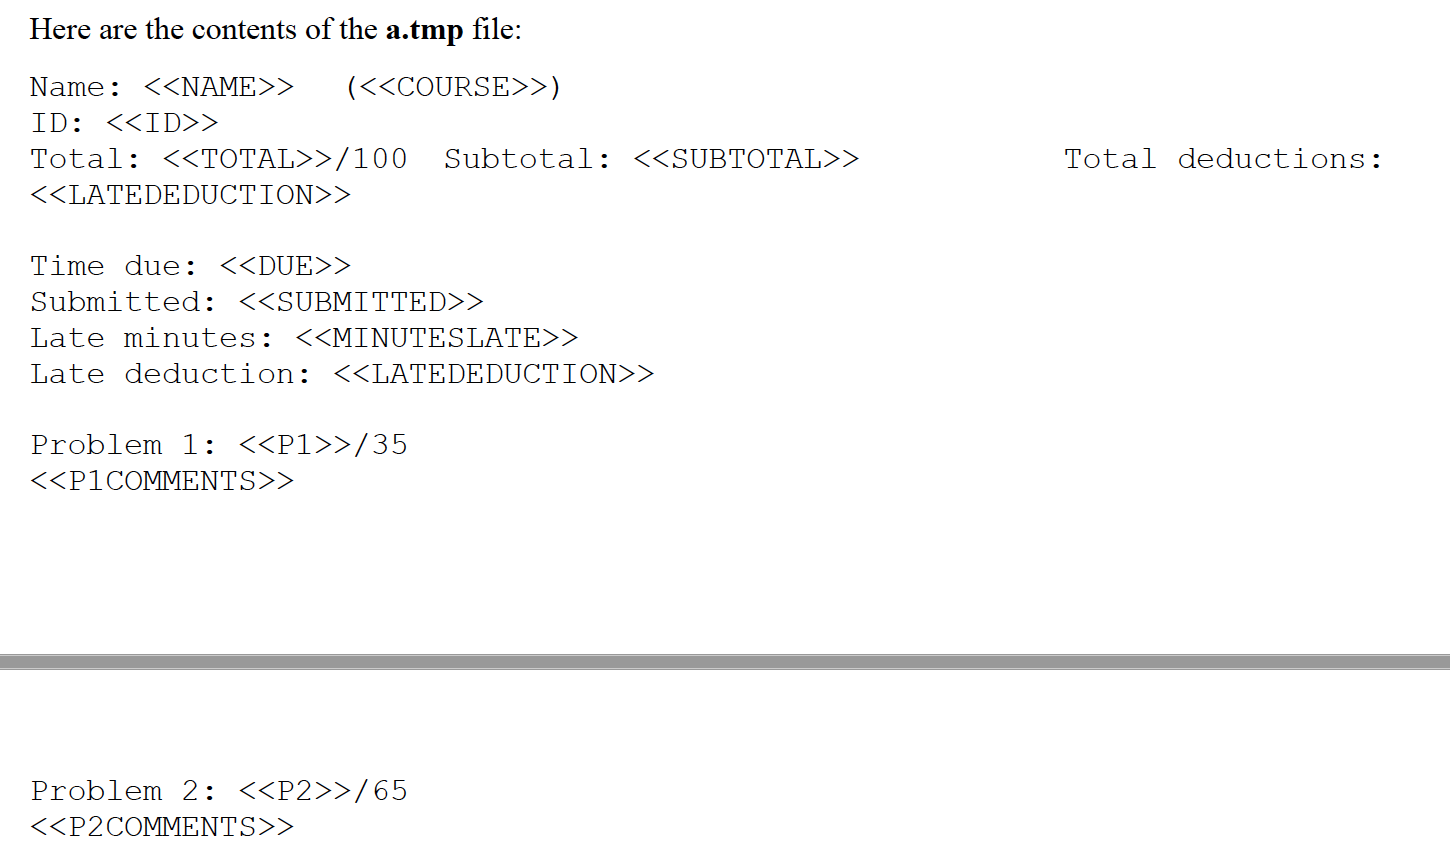 Here are the contents of the a.tmp file:
Name: <<NAME>>   (<<COURSE>>)
ID: <<ID>>
Total: <<TOTAL>>/100  Subtotal: <<SUBTOTAL>>           Total deductions:
<<LATEDEDUCTION>>
Time due: <<DUE>>
Submitted: <<SUBMITTED>>
Late minutes: <<MINUTESLATE>>
Late deduction: <<LATEDEDUCTION>>
Problem 1: <<P1>>/35
<<P1COMMENTS>>
Problem 2: <<P2>>/65
<<P2COMMENTS>>